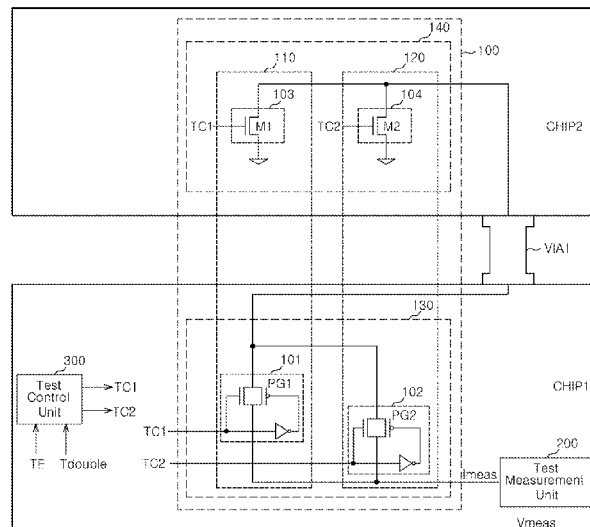 140
100
110
120
103
104
TC1
M1
TC2
M2
CHIP2
VIA1
130
300
Test
Control
Unit
TC1
TC2
TE
Tdouble
101
PG1
TC1
102
PG2
TC2
CHIP1
200
Imeas
Test
Measurement
Unit
Vmeas